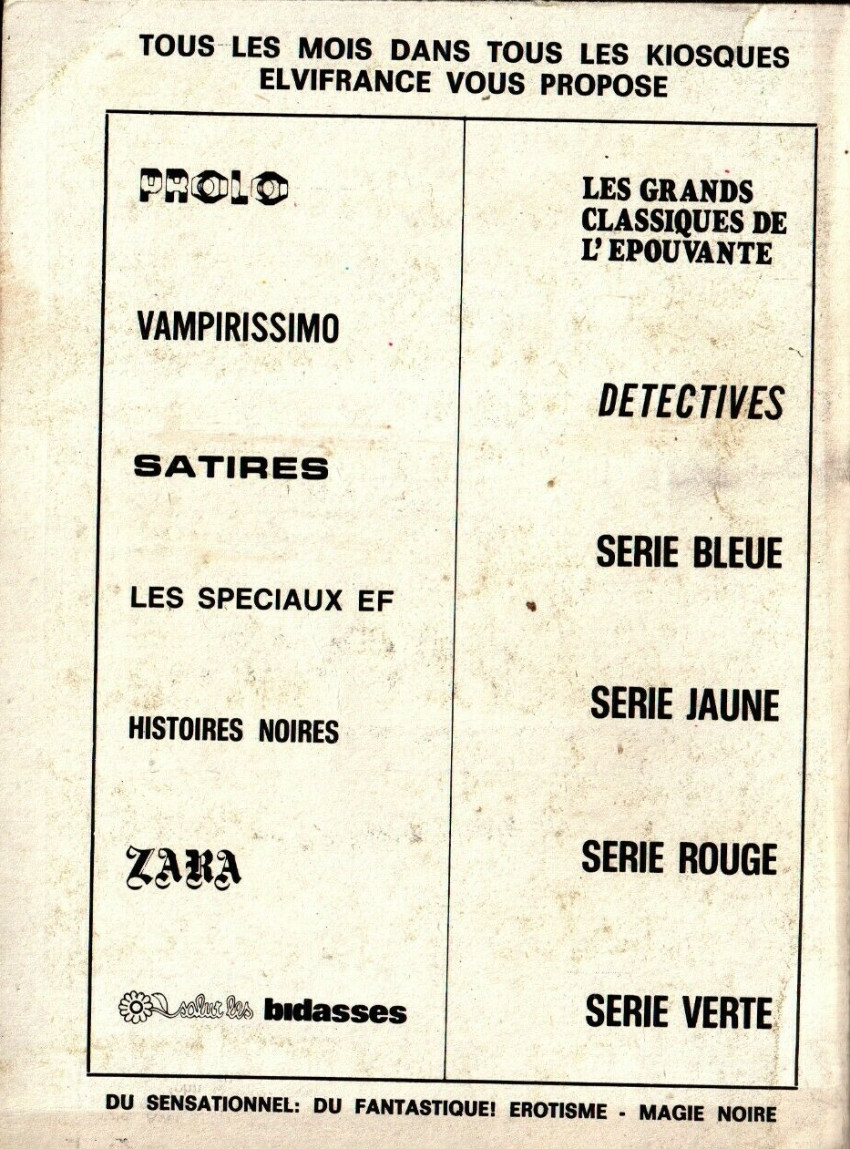 TOUS LES MOIS DANS TOUS LES KIOSQUES
ELVIFRANCE VOUS PROPOSE
PROLO
VAMPIRISSIMO
SATIRES
LES SPECIAUX EF
HISTOIRES NOIRES
ZARA
salut les bidasses
LES GRANDS
CLASSIQUES DE
L' EPOUVANTE
DETECTIVES
SERIE BLEUE
SERIE JAUNE
SERIE ROUGE
SERIE VERTE
DU SENSATIONNEL: DU FANTASTIQUE! EROTISME - MAGIE NOIRE